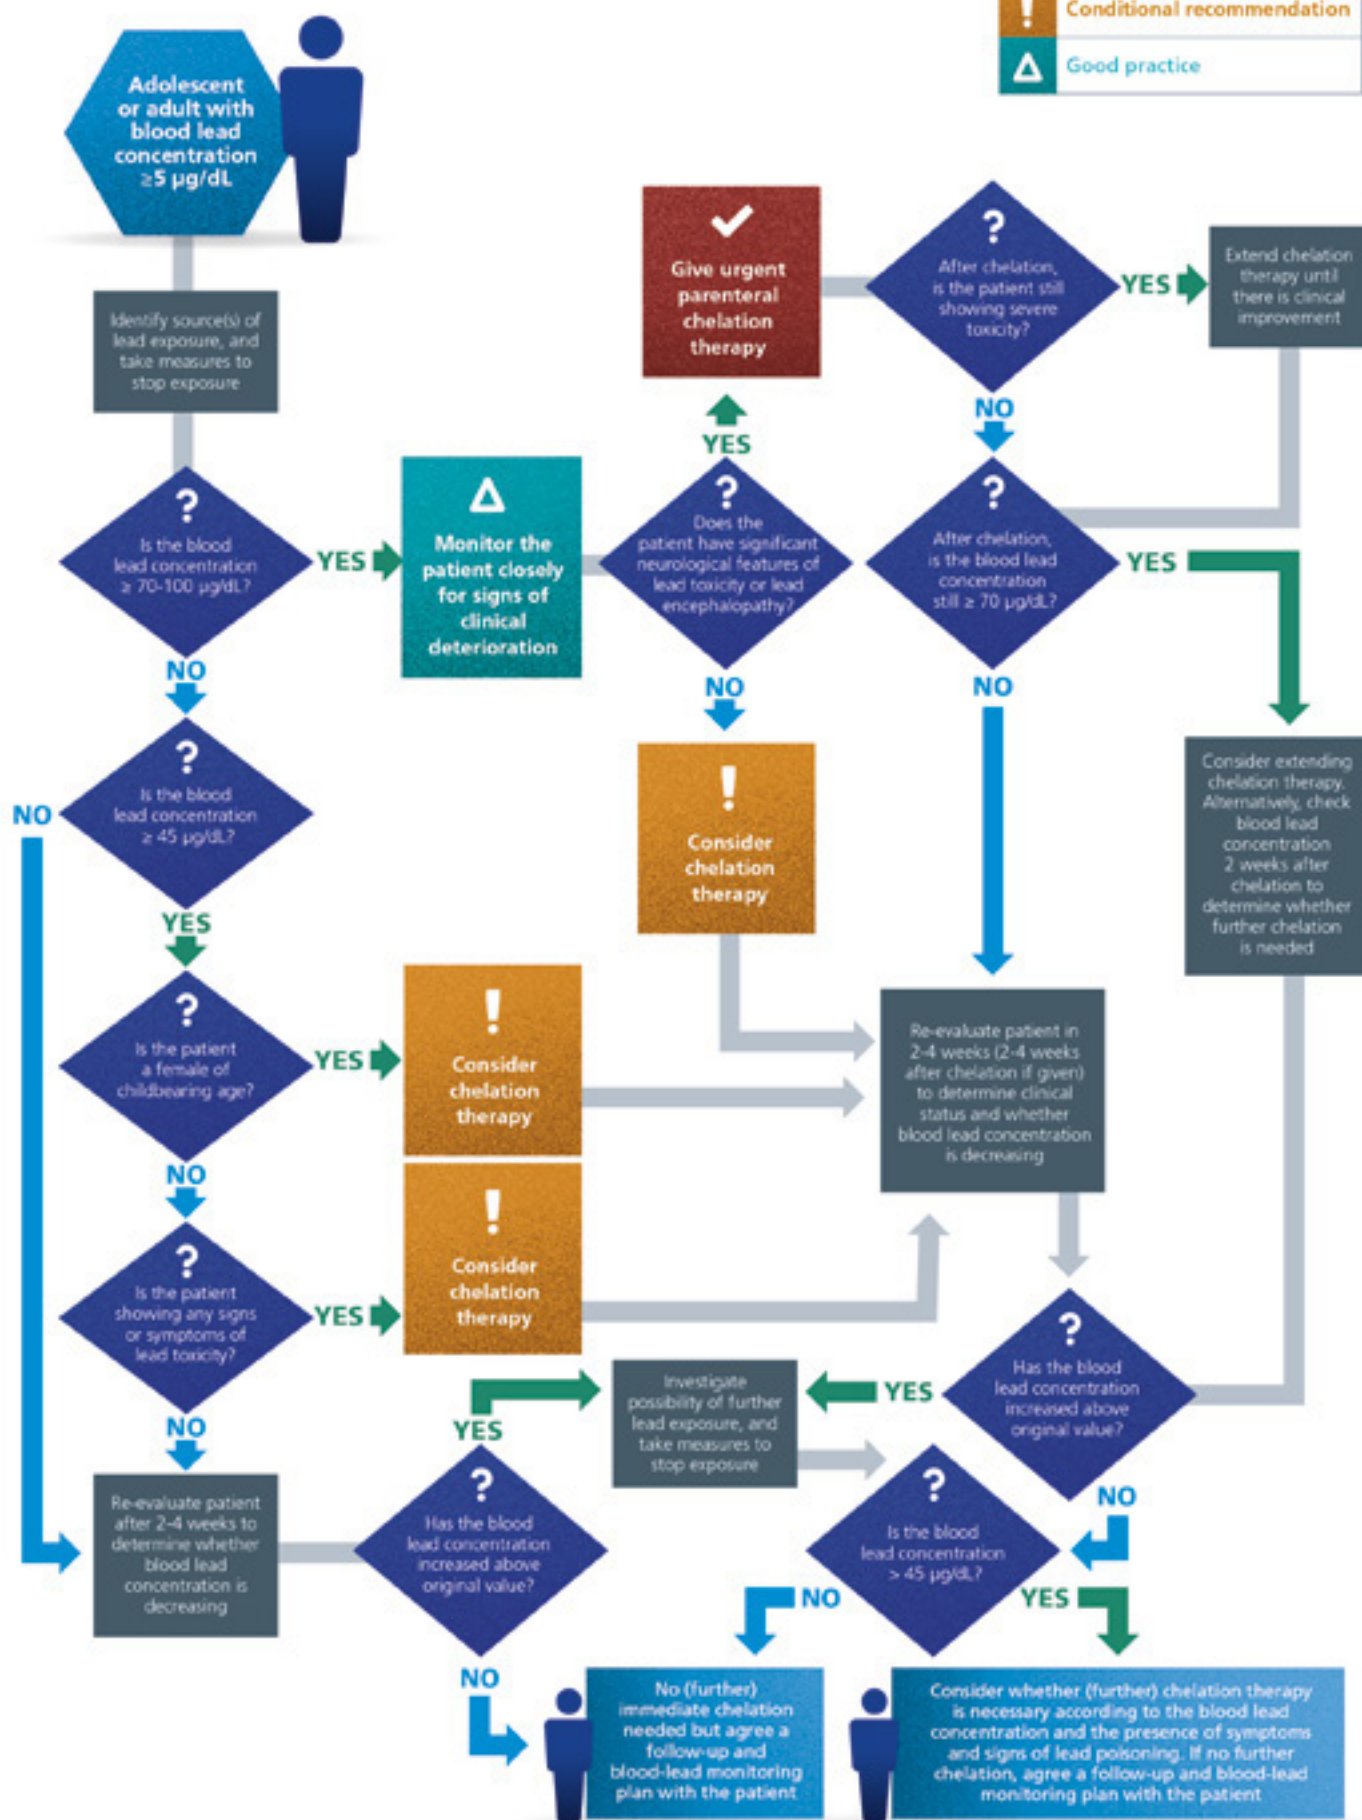 Conditional recommendation
Good practice
Adolescent
or adult with
blood lead
concentration
≥5 µg/dL
Identify source(s) of
lead exposure, and
take measures to
stop exposure
?
Is the blood
lead concentration
≥ 70-100 µg/dL?
YES
NO
Monitor the
patient closely
for signs of
clinical
deterioration
?
Does the
patient have significant
neurological features of
lead toxicity or lead
encephalopathy?
YES
NO
Give urgent
parenteral
chelation
therapy
?
After chelation,
is the patient still
showing severe
toxicity?
YES
NO
Extend chelation
therapy until
there is clinical
improvement
?
After chelation,
is the blood lead
concentration
still ≥ 70 µg/dL?
YES
NO
Consider extending
chelation therapy.
Alternatively, check
blood lead
concentration
2 weeks after
chelation to
determine whether
further chelation
is needed
!
Consider
chelation
therapy
?
Is the blood
lead concentration
≥ 45 µg/dL?
NO
YES
?
Is the patient
a female of
childbearing age?
YES
NO
!
Consider
chelation
therapy
?
Is the patient
showing any signs
or symptoms of
lead toxicity?
YES
NO
!
Consider
chelation
therapy
Re-evaluate patient in
2-4 weeks (2-4 weeks
after chelation if given)
to determine clinical
status and whether
blood lead concentration
is decreasing
?
Has the blood
lead concentration
increased above
original value?
YES
NO
Investigate
possibility of further
lead exposure, and
take measures to
stop exposure
Re-evaluate patient
after 2-4 weeks to
determine whether
blood lead
concentration is
decreasing
?
Has the blood
lead concentration
increased above
original value?
YES
NO
?
Is the blood
lead concentration
> 45 µg/dL?
NO
YES
No (further)
immediate chelation
needed but agree a
follow-up and
blood-lead monitoring
plan with the patient
Consider whether (further) chelation therapy
is necessary according to the blood lead
concentration and the presence of symptoms
and signs of lead poisoning. If no further
chelation, agree a follow-up and blood-lead
monitoring plan with the patient